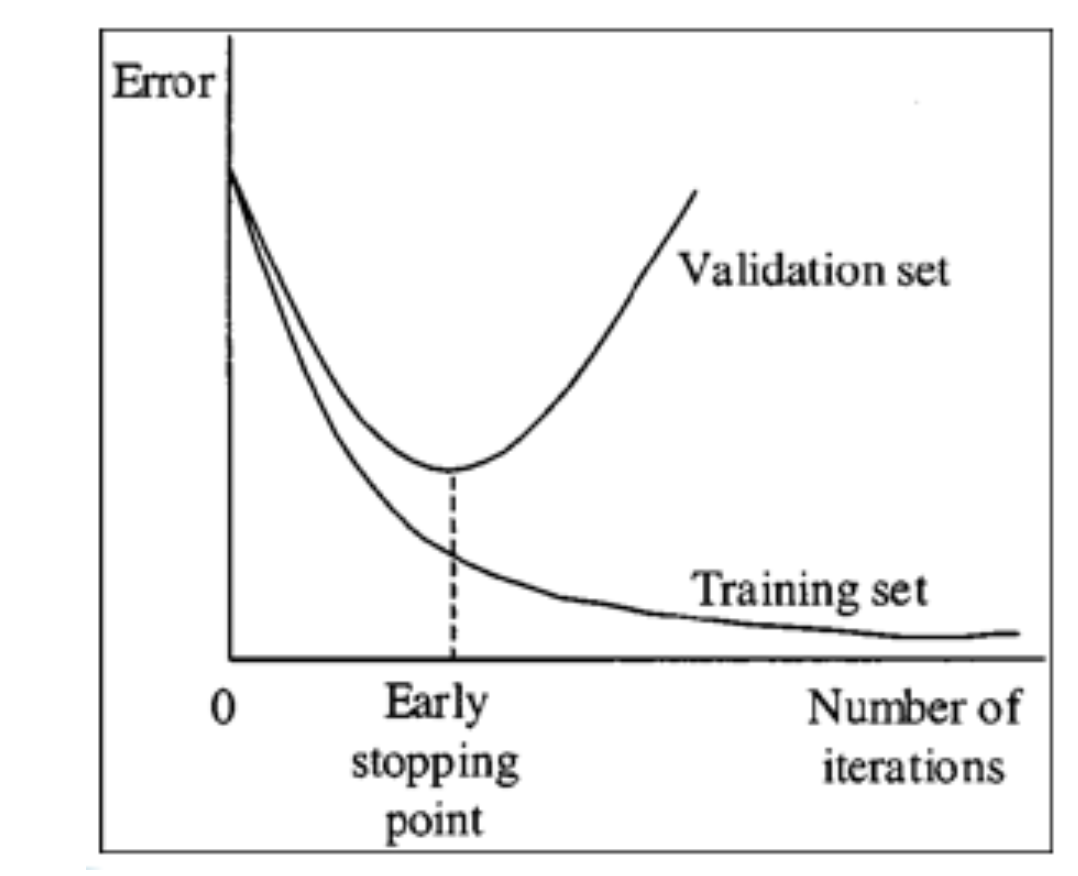 Error
Validation set
Training set
0
Early
stopping
point
Number of
iterations